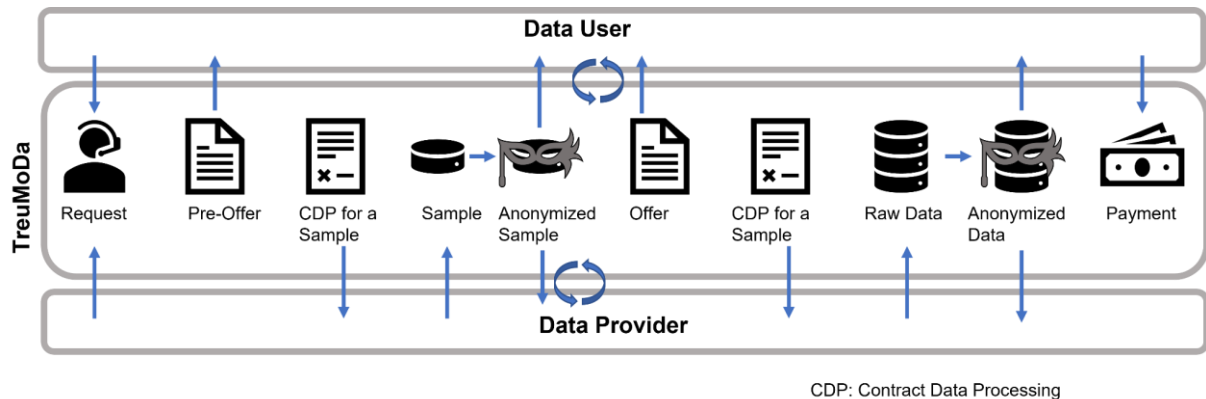 Data User
TreuMoDa
Request
Pre-Offer
CDP for a
Sample
Sample
Anonymized
Sample
Offer
CDP for a
Sample
Raw Data
Anonymized
Data
Payment
Data Provider
CDP: Contract Data Processing